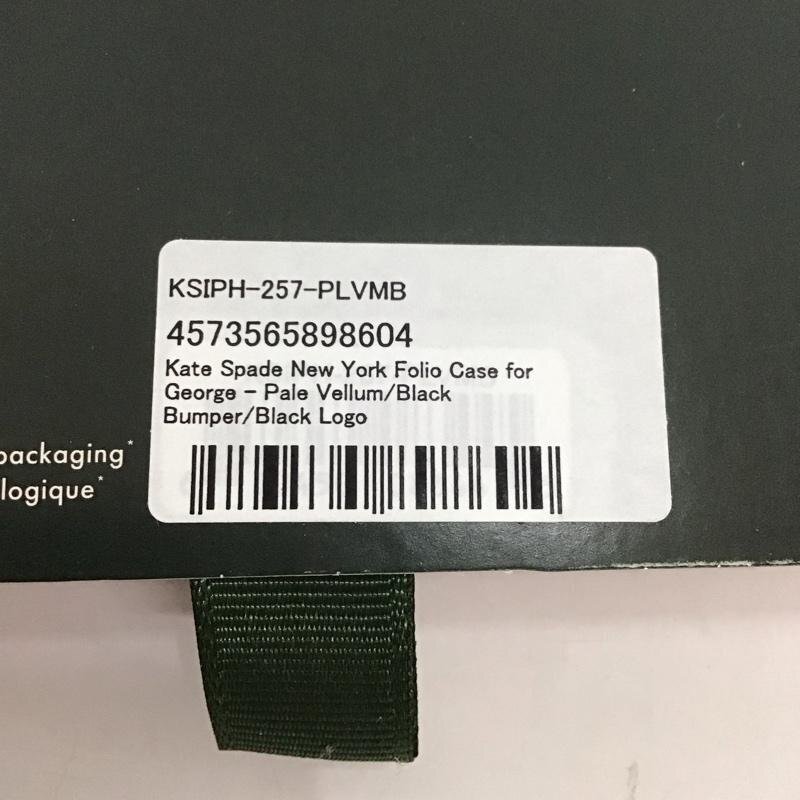 KSIPH-257-PLVMB
4573565898604
Kate Spade New York Folio Case for
George - Pale Vellum/Black
Bumper/Black Logo
packaging*
logique*